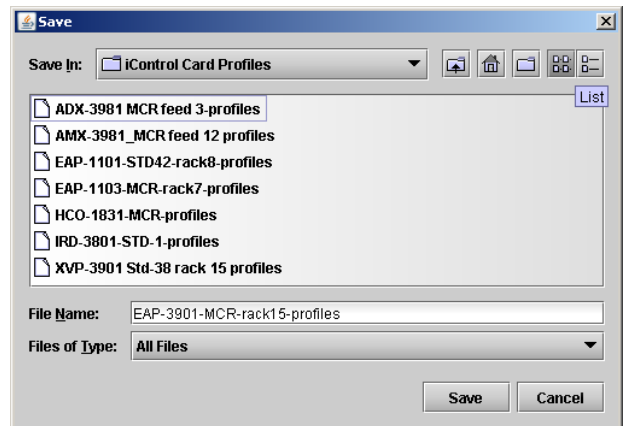 Save
Save In: iControl Card Profiles
List
ADX-3981 MCR feed 3-profiles
AMX-3981_MCR feed 12 profiles
EAP-1101-STD42-rack8-profiles
EAP-1103-MCR-rack7-profiles
HCO-1831-MCR-profiles
IRD-3801-STD-1-profiles
XVP-3901 Std-38 rack 15 profiles
File Name: EAP-3901-MCR-rack15-profiles
Files of Type: All Files
Save Cancel